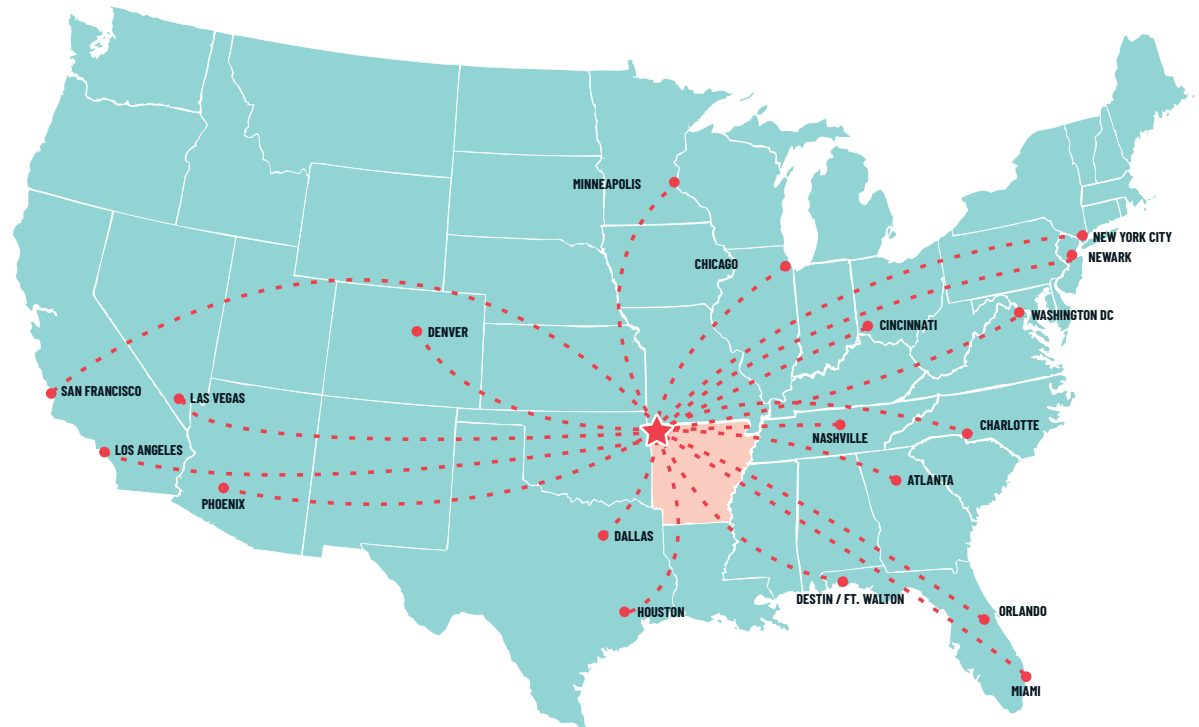 MINNEAPOLIS
NEW YORK CITY
NEWARK
CHICAGO
WASHINGTON DC
CINCINNATI
DENVER
SAN FRANCISCO
LAS VEGAS
CHARLOTTE
NASHVILLE
LOS ANGELES
ATLANTA
PHOENIX
DALLAS
DESTIN / FT. WALTON
ORLANDO
HOUSTON
MIAMI